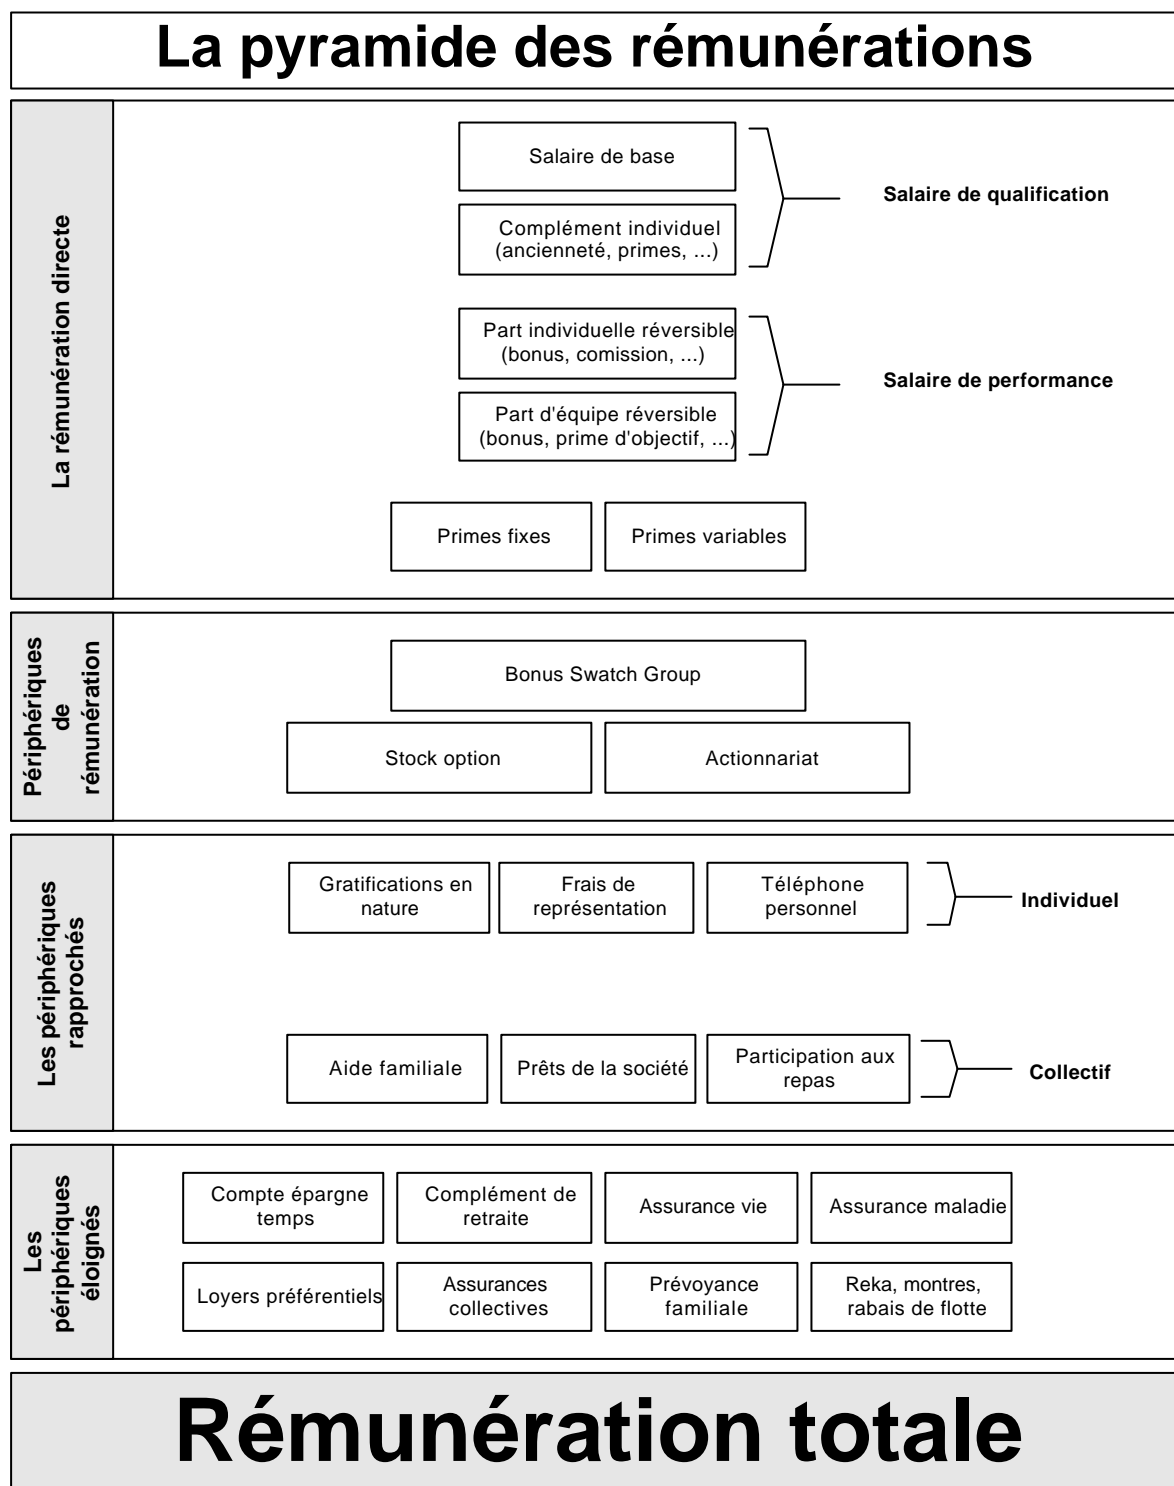 La pyramide des rémunérations
La rémunération directe
Salaire de base
Complément individuel
(ancienneté, primes, ...)
Salaire de qualification
Part individuelle réversible
(bonus, comission, ...)
Part d'équipe réversible
(bonus, prime d'objectif, ...)
Salaire de performance
Primes fixes
Primes variables
Périphériques
de
rémunération
Bonus Swatch Group
Stock option
Actionnariat
Les périphériques
rapprochés
Gratifications en
nature
Frais de
représentation
Téléphone
personnel
Individuel
Aide familiale
Prêts de la société
Participation aux
repas
Collectif
Les
périphériques
éloignés
Compte épargne
temps
Complément de
retraite
Assurance vie
Assurance maladie
Loyers préférentiels
Assurances
collectives
Prévoyance
familiale
Reka, montres,
rabais de flotte
Rémunération totale